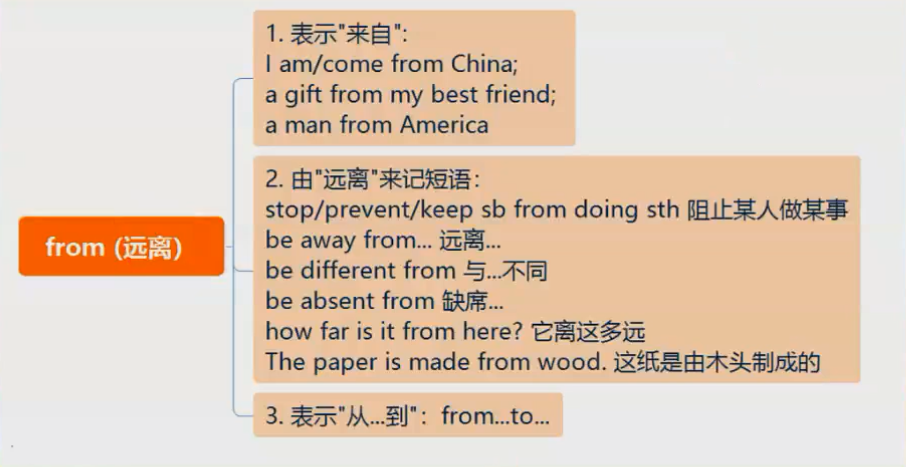 from (远离)
1. 表示"来自":
I am/come from China;
a gift from my best friend;
a man from America
2. 由"远离"来记短语:
stop/prevent/keep sb from doing sth 阻止某人做某事
be away from... 远离...
be different from 与...不同
be absent from 缺席...
how far is it from here? 它离这多远
The paper is made from wood. 这纸是由木头制成的
3. 表示"从...到": from...to...